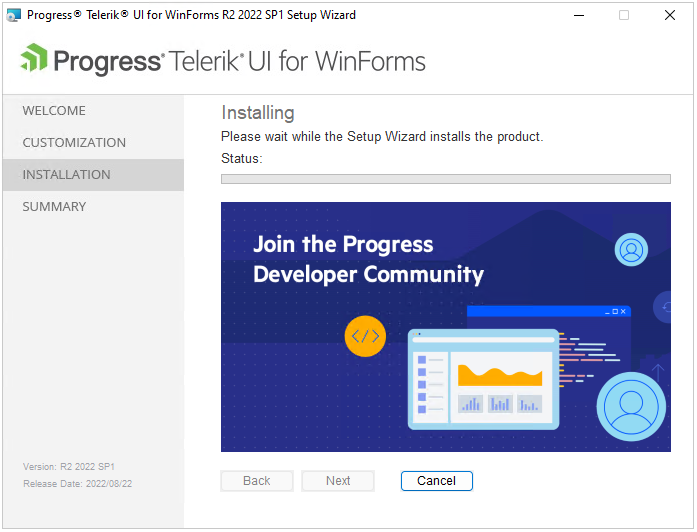 Progress® Telerik® UI for WinForms R2 2022 SP1 Setup Wizard
Progress® Telerik® UI for WinForms
WELCOME
CUSTOMIZATION
INSTALLATION
SUMMARY
Installing
Please wait while the Setup Wizard installs the product.
Status:
Join the Progress
Developer Community
</>
Version: R2 2022 SP1
Release Date: 2022/08/22
Back
Next
Cancel